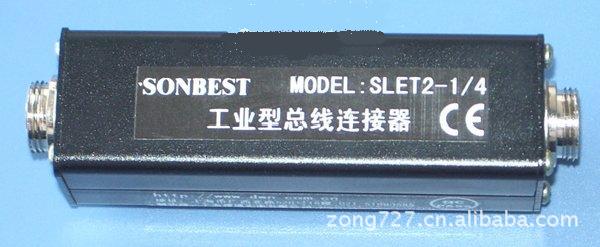 SONBEST MODEL:SLET2-1/4
工业型总线连接器 CE
zong727.cn.alibaba.com